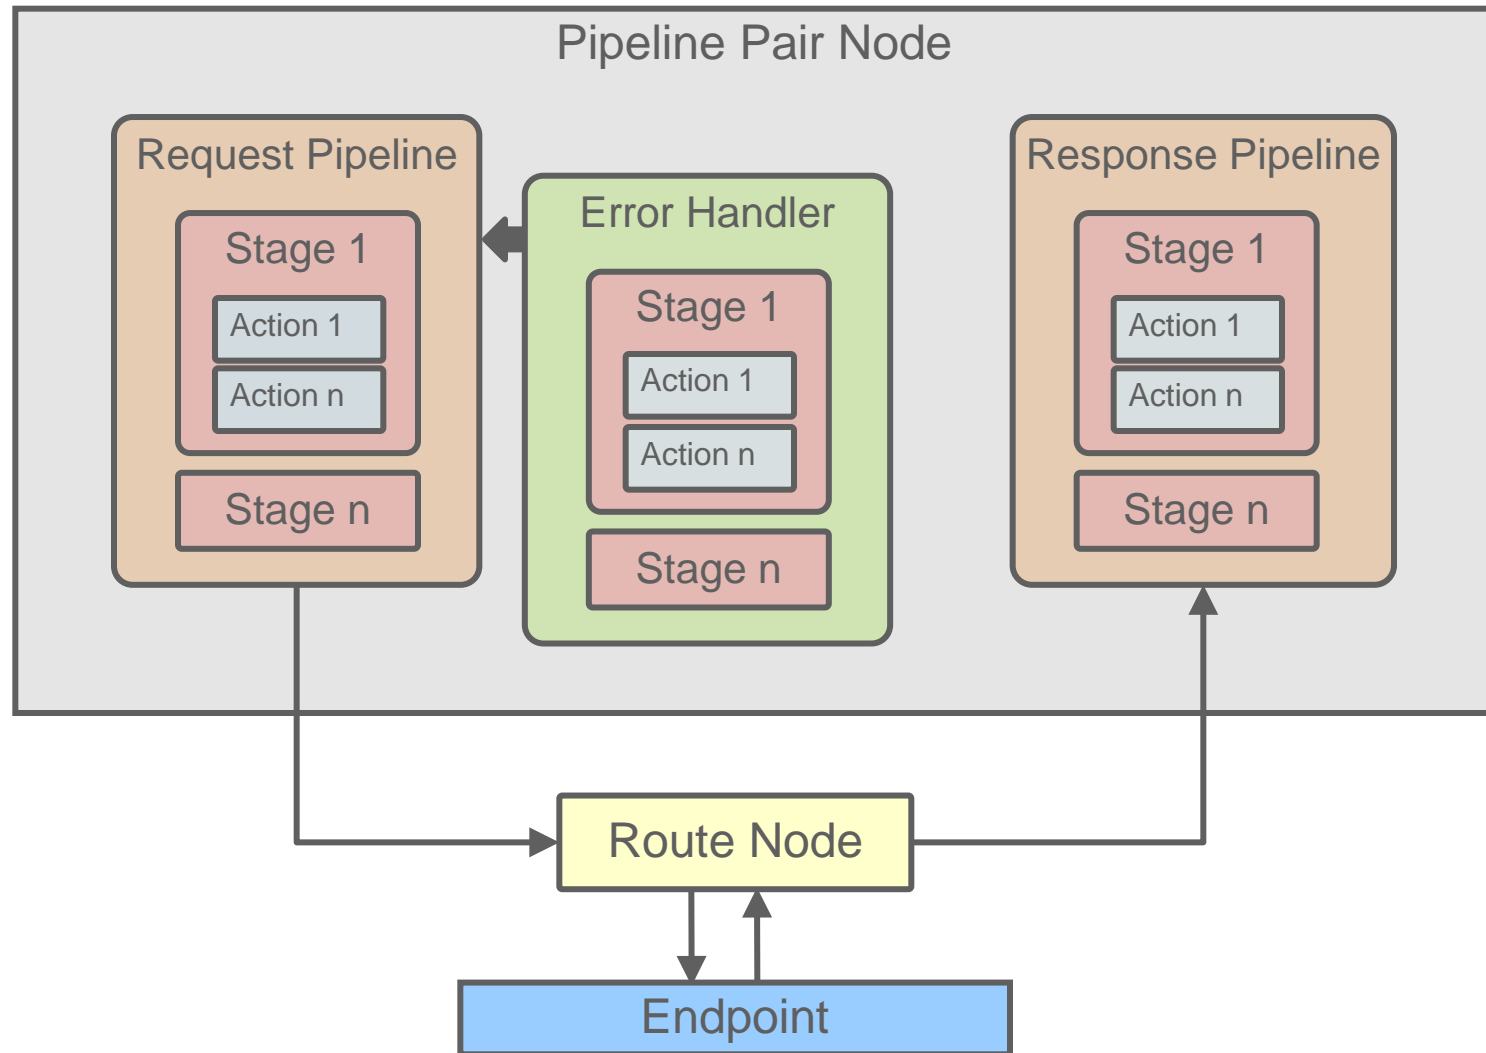 Pipeline Pair Node
Request Pipeline
Stage 1
Action 1
Action n
Stage n
Error Handler
Stage 1
Action 1
Action n
Stage n
Response Pipeline
Stage 1
Action 1
Action n
Stage n
Route Node
Endpoint